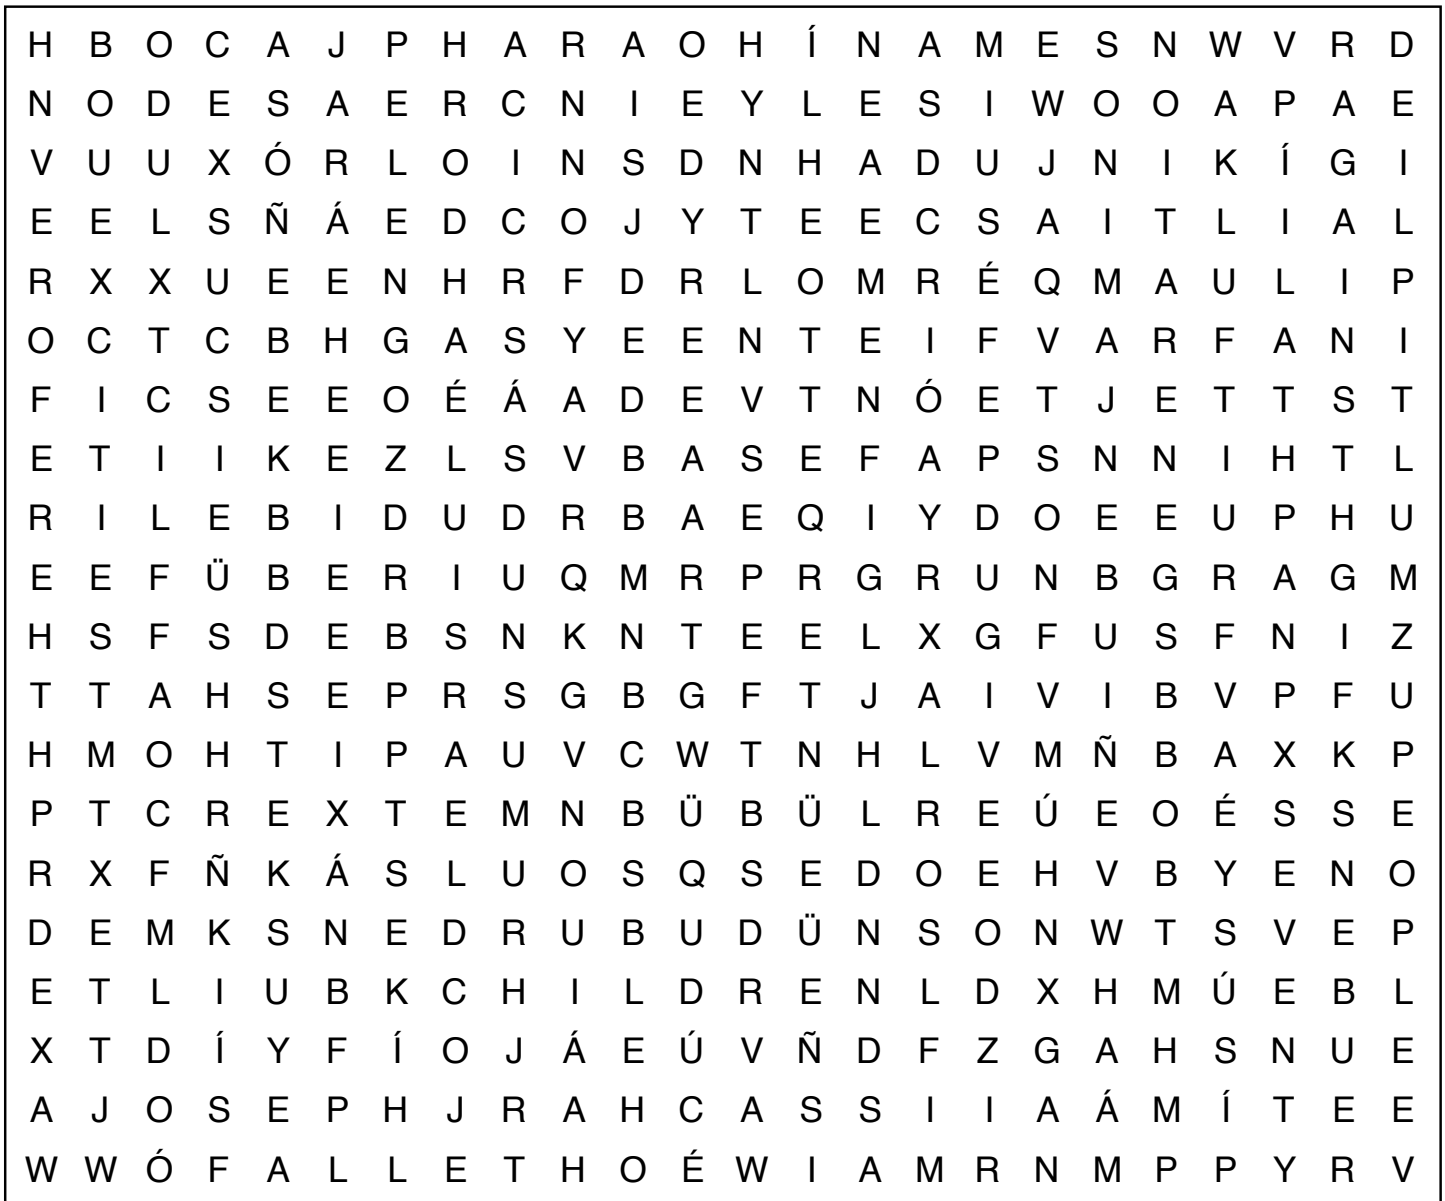 H B O C A J P H A R A O H Í N A M E S N W V R D
N O D E S A E R C N I E Y L E S I W O O A P A E
V U U X Ó R L O I N S D N H A D U J N I K Í G I
E E L S Ñ Á E D C O J Y T E E C S A I T L I A L
R X X U E E N H R F D R L O M R É Q M A U L I P
O C T C B H G A S Y E E N T E I F V A R F A N I
F I C S E E O É Á A D E V T N Ó E T J E T T S T
E T I I K E Z L S V B A S E F A P S N N I H T L
R I L E B I D U D R B A E Q I Y D O E E U P H U
E E F Ü B E R I U Q M R P R G R U N B G R A G M
H S F S D E B S N K N T E E L X G F U S F N I Z
T T A H S E P R S G B G F T J A I V I B V P F U
H M O H T I P A U V C W T N H L V M Ñ B A X K P
P T C R E X T E M N B Ü B Ü L R E Ú E O É S S E
R X F Ñ K Á S L U O S Q S E D O E H V B Y E N O
D E M K S N E D R U B U D Ü N S O N W T S V E P
E T L I U B K C H I L D R E N L D X H M Ú E B L
X T D Í Y F Í O J Á E Ú V Ñ D F Z G A H S N U E
A J O S E P H J R A H C A S S I I A Á M Í T E E
W W Ó F A L L E T H O É W I A M R N M P P Y R V